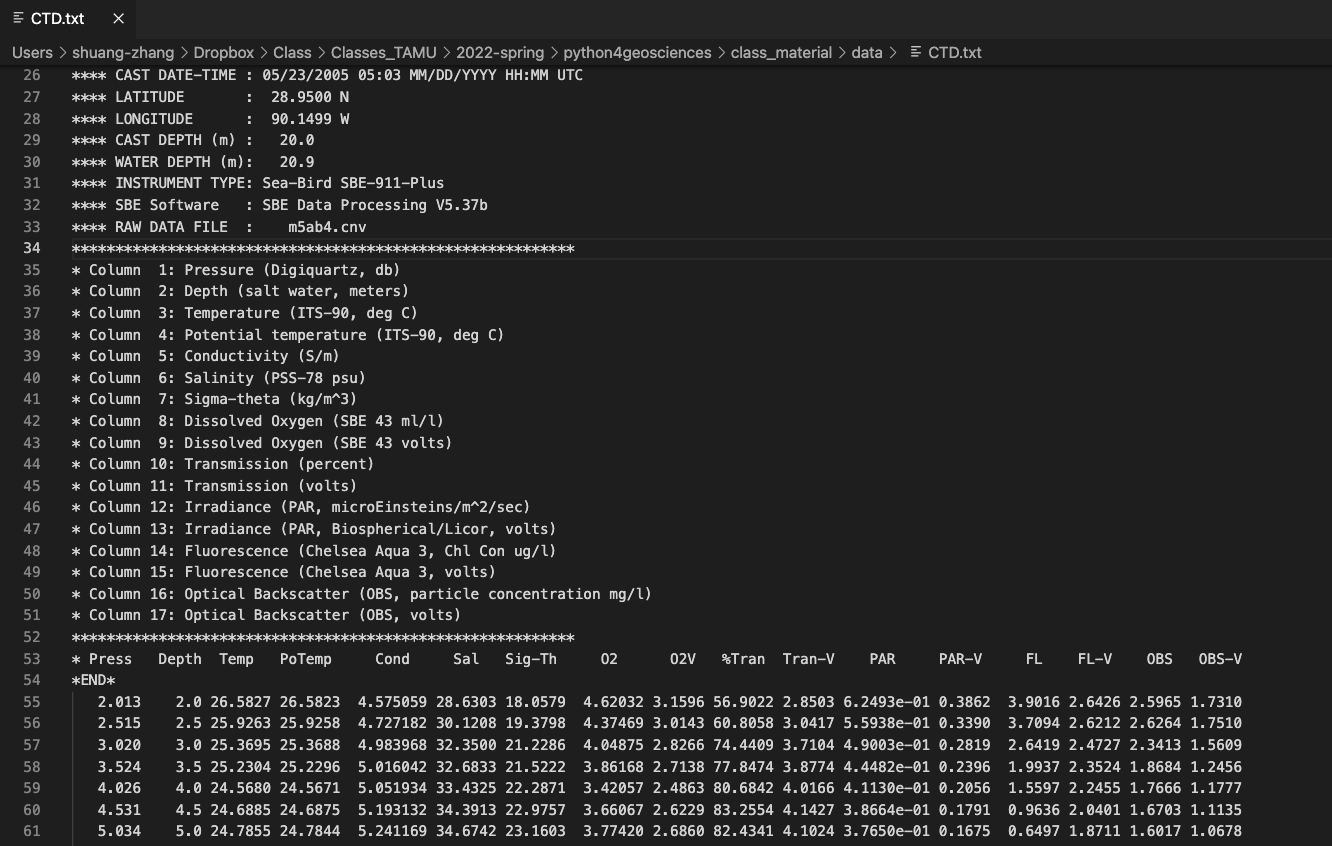 CTD.txt ×
Users > shuang-zhang > Dropbox > Class > Classes_TAMU > 2022-spring > python4geosciences > class_material > data > CTD.txt
26 **** CAST DATE-TIME : 05/23/2005 05:03 MM/DD/YYYY HH:MM UTC
27 **** LATITUDE       :  28.9500 N
28 **** LONGITUDE      :  90.1499 W
29 **** CAST DEPTH (m) :   20.0
30 **** WATER DEPTH (m):   20.9
31 **** INSTRUMENT TYPE: Sea-Bird SBE-911-Plus
32 **** SBE Software   : SBE Data Processing V5.37b
33 **** RAW DATA FILE  :    m5ab4.cnv
34 **********************************************************
35 * Column  1: Pressure (Digiquartz, db)
36 * Column  2: Depth (salt water, meters)
37 * Column  3: Temperature (ITS-90, deg C)
38 * Column  4: Potential temperature (ITS-90, deg C)
39 * Column  5: Conductivity (S/m)
40 * Column  6: Salinity (PSS-78 psu)
41 * Column  7: Sigma-theta (kg/m^3)
42 * Column  8: Dissolved Oxygen (SBE 43 ml/l)
43 * Column  9: Dissolved Oxygen (SBE 43 volts)
44 * Column 10: Transmission (percent)
45 * Column 11: Transmission (volts)
46 * Column 12: Irradiance (PAR, microEinsteins/m^2/sec)
47 * Column 13: Irradiance (PAR, Biospherical/Licor, volts)
48 * Column 14: Fluorescence (Chelsea Aqua 3, Chl Con ug/l)
49 * Column 15: Fluorescence (Chelsea Aqua 3, volts)
50 * Column 16: Optical Backscatter (OBS, particle concentration mg/l)
51 * Column 17: Optical Backscatter (OBS, volts)
52 **********************************************************
53 * Press   Depth  Temp   PoTemp     Cond     Sal   Sig-Th     O2      O2V   %Tran  Tran-V    PAR     PAR-V     FL    FL-V    OBS   OBS-V
54 *END*
55    2.013    2.0 26.5827 26.5823  4.575059 28.6303 18.0579  4.62032 3.1596 56.9022 2.8503 6.2493e-01 0.3862  3.9016 2.6426 2.5965 1.7310
56    2.515    2.5 25.9263 25.9258  4.727182 30.1208 19.3798  4.37469 3.0143 60.8058 3.0417 5.5938e-01 0.3390  3.7094 2.6212 2.6264 1.7510
57    3.020    3.0 25.3695 25.3688  4.983968 32.3500 21.2286  4.04875 2.8266 74.4409 3.7104 4.9003e-01 0.2819  2.6419 2.4727 2.3413 1.5609
58    3.524    3.5 25.2304 25.2296  5.016042 32.6833 21.5222  3.86168 2.7138 77.8474 3.8774 4.4482e-01 0.2396  1.9937 2.3524 1.8684 1.2456
59    4.026    4.0 24.5680 24.5671  5.051934 33.4325 22.2871  3.42057 2.4863 80.6842 4.0166 4.1130e-01 0.2056  1.5597 2.2455 1.7666 1.1777
60    4.531    4.5 24.6885 24.6875  5.193132 34.3913 22.9757  3.66067 2.6229 83.2554 4.1427 3.8664e-01 0.1791  0.9636 2.0401 1.6703 1.1135
61    5.034    5.0 24.7855 24.7844  5.241169 34.6742 23.1603  3.77420 2.6860 82.4341 4.1024 3.7650e-01 0.1675  0.6497 1.8711 1.6017 1.0678